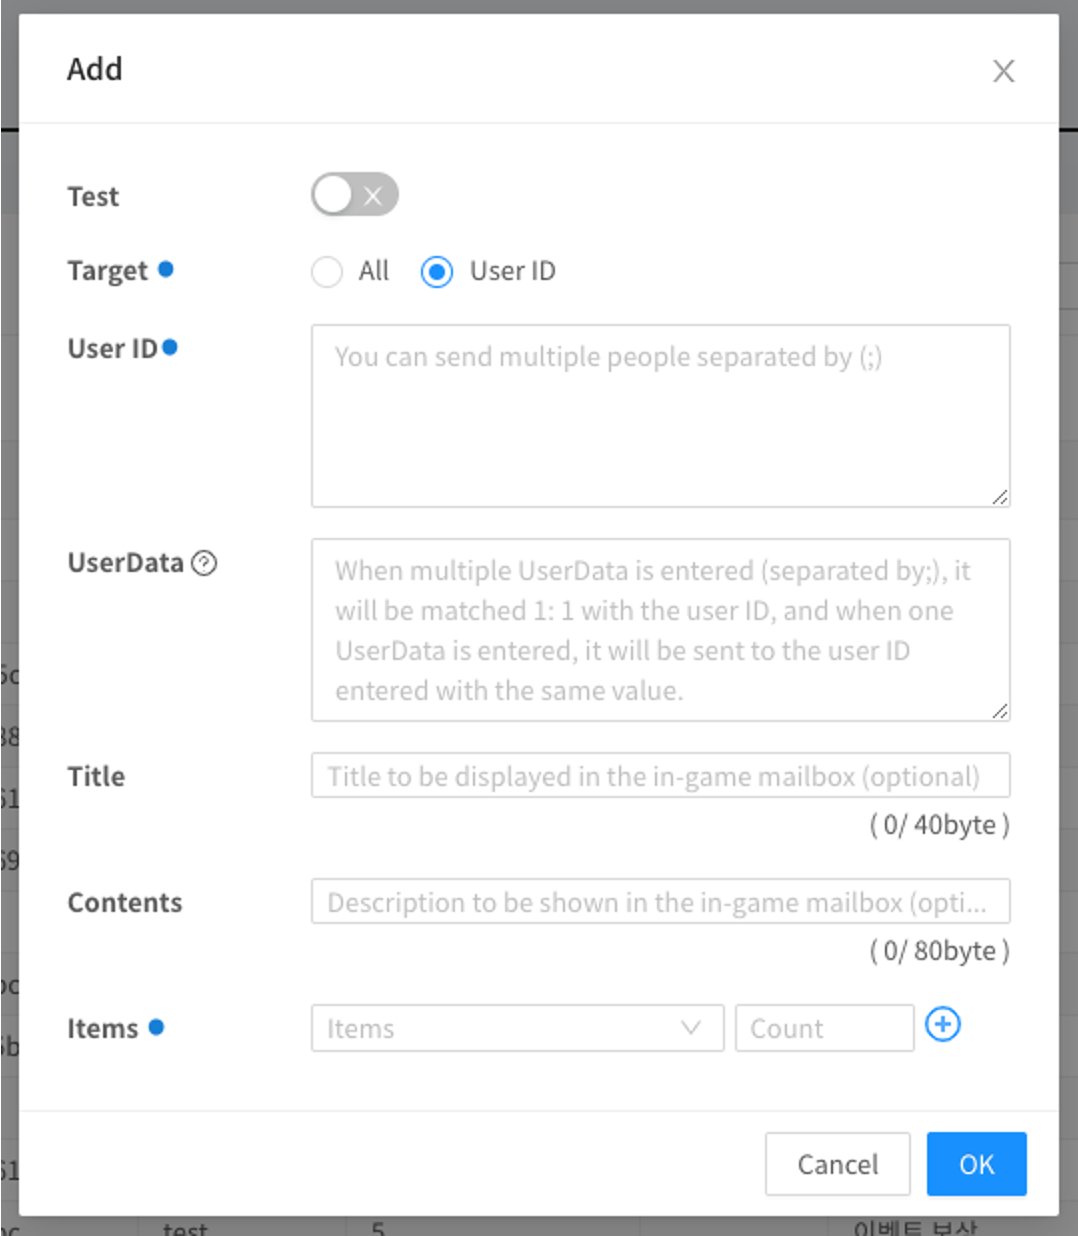 Add
Test
Target
All
User ID
User ID
You can send multiple people separated by (;)
UserData
?
When multiple UserData is entered (separated by;), it
will be matched 1: 1 with the user ID, and when one
UserData is entered, it will be sent to the user ID
entered with the same value.
Title
Title to be displayed in the in-game mailbox (optional)
( 0/ 40byte )
Contents
Description to be shown in the in-game mailbox (opti...
( 0/ 80byte )
Items
Items
Count
Cancel
OK
test
5
이벤트 보상